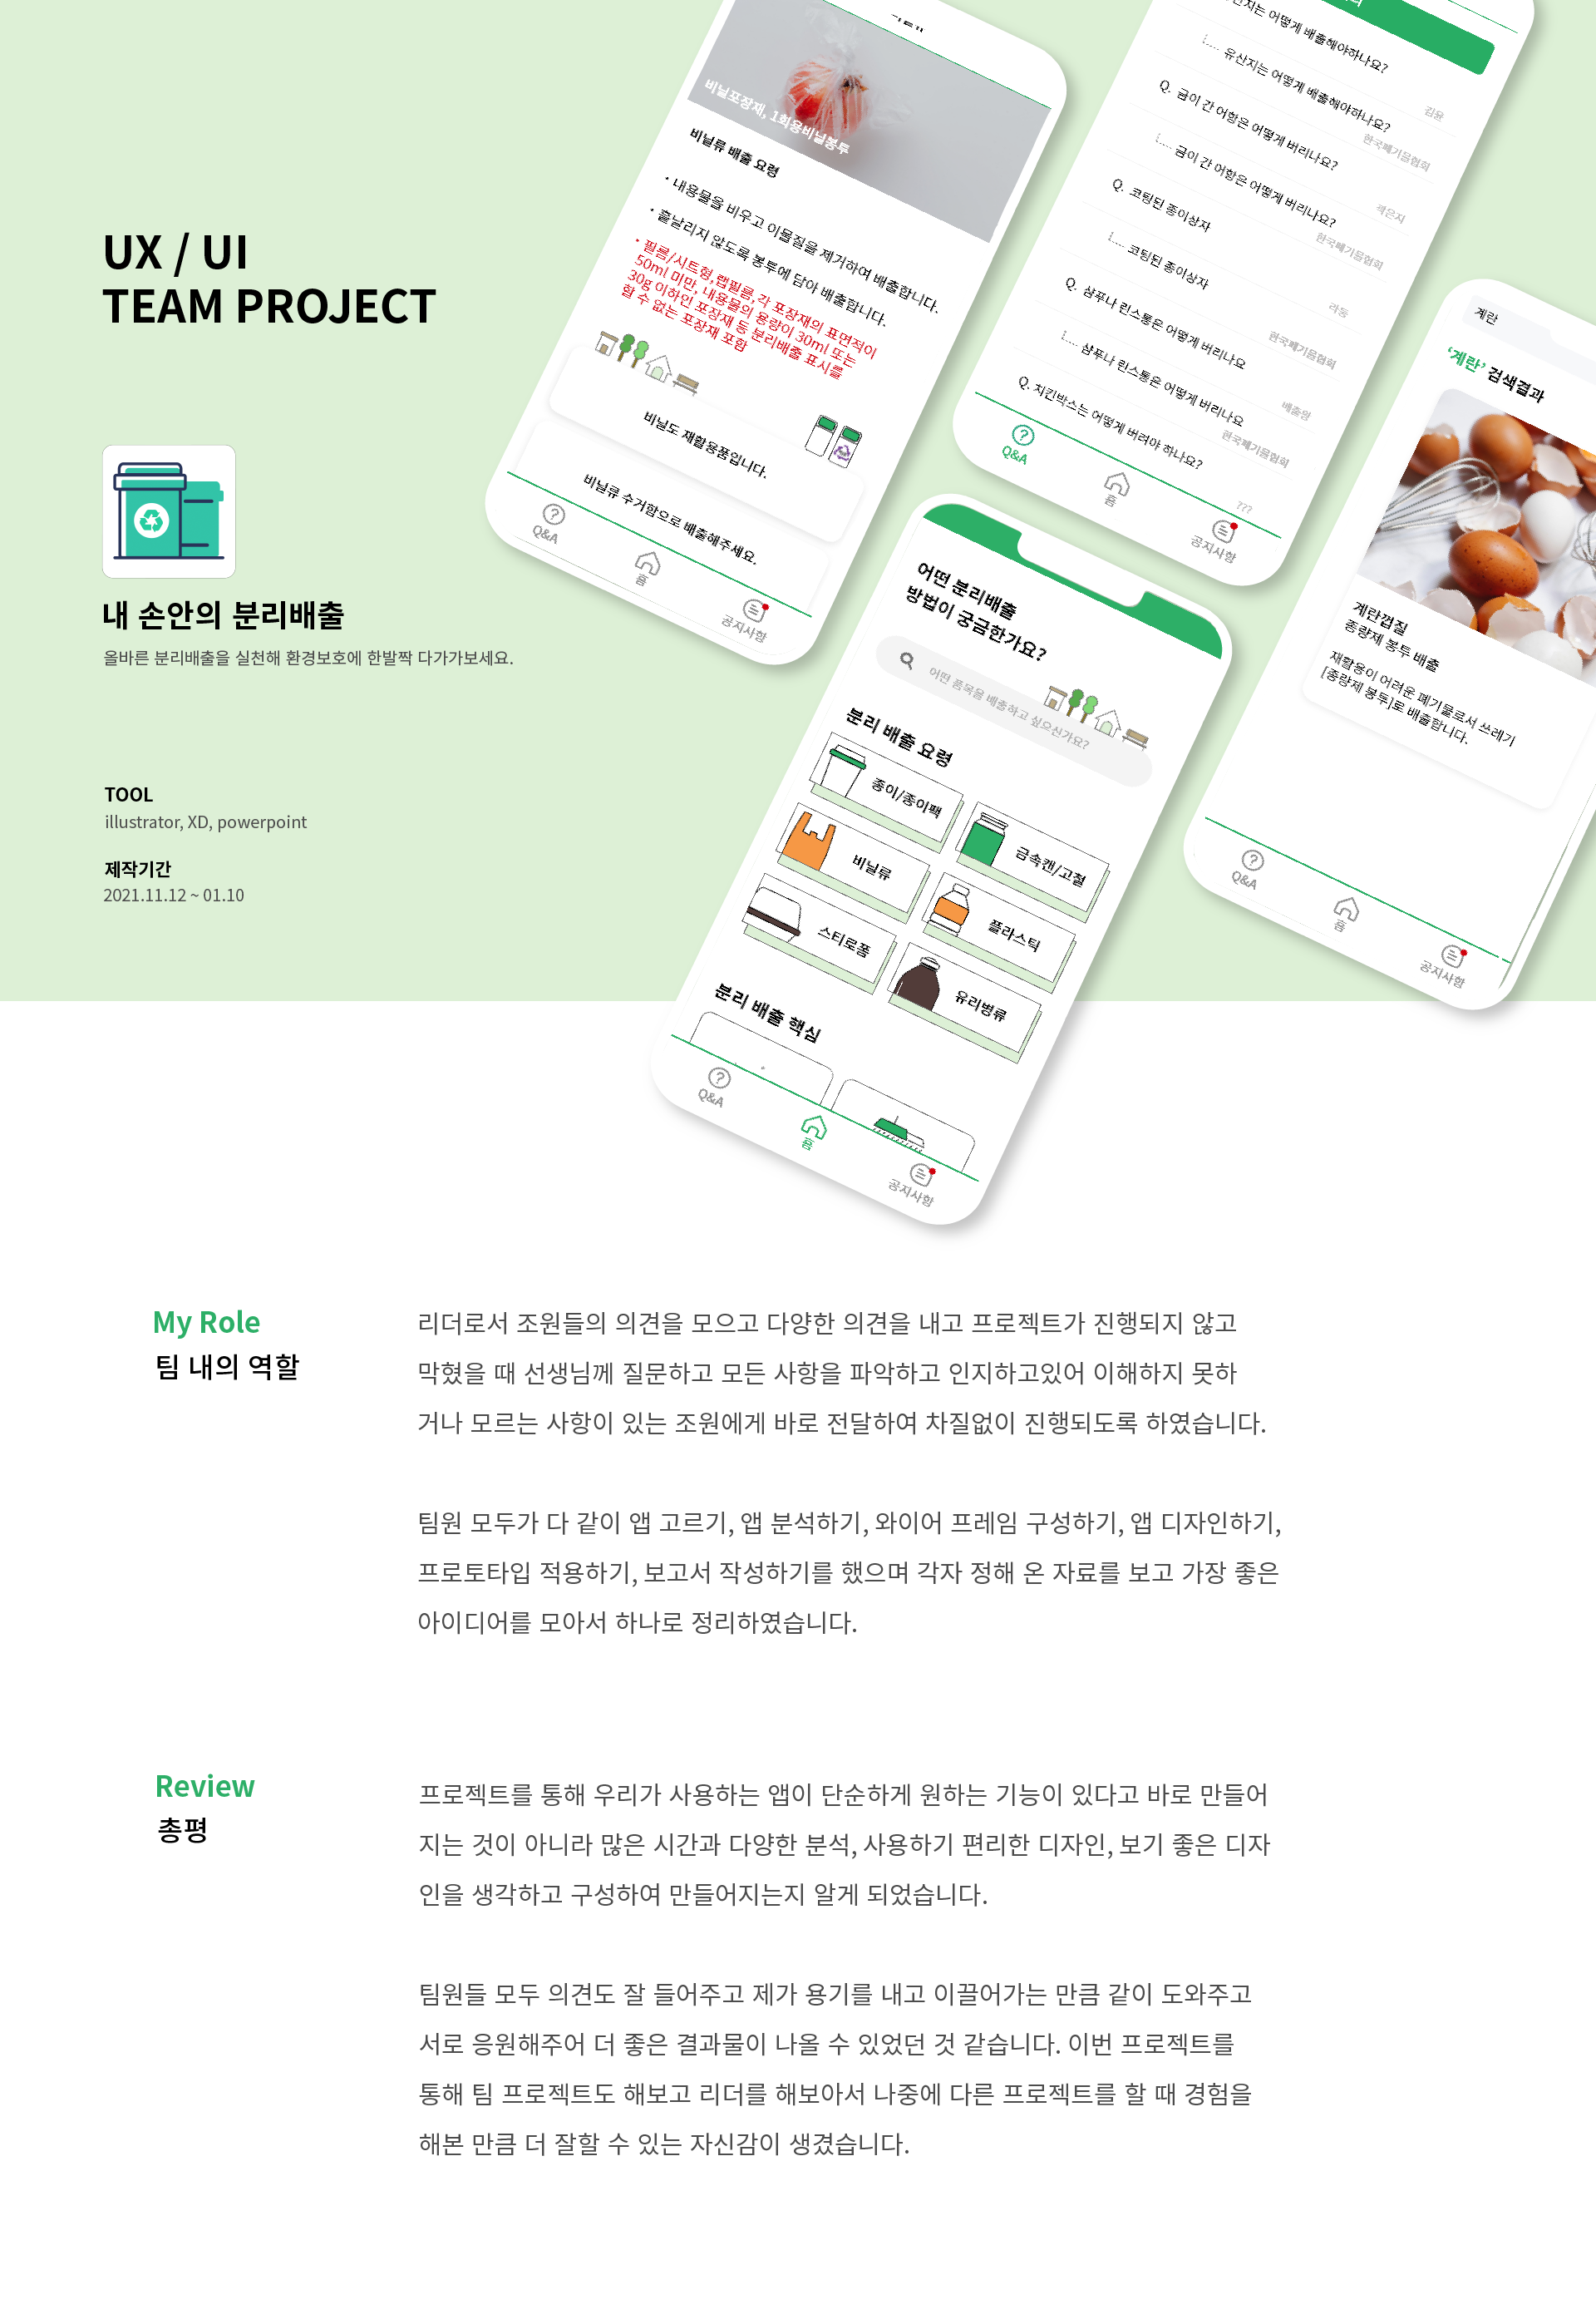 UX / UI
TEAM PROJECT
내 손안의 분리배출
올바른 분리배출을 실천해 환경보호에 한발짝 다가가보세요.
TOOL
illustrator, XD, powerpoint
제작기간
2021.11.12 ~ 01.10
비닐포장재, 1회용비닐봉투
비닐류 배출 요령
• 내용물을 비우고 이물질을 제거하여 배출합니다.
• 흩날리지 않도록 봉투에 담아 배출합니다.
• 필름/시트형,랩필름,각 포장재의 표면적이
50ml 미만, 내용물의 용량이 30ml 또는
30g 이하인 포장재 등 분리배출 표시를
할 수 없는 포장재 포함
비닐도 재활용품입니다.
비닐류 수거함으로 배출해주세요.
Q&A
홈
공지사항
어떻게 배출해야하나요?
유산지는 어떻게 배출해야하나요?
김윤
한국폐기물협회
Q. 금이 간 어항은 어떻게 버리나요?
금이 간 어항은 어떻게 버리나요?
곽은지
한국폐기물협회
Q. 코팅된 종이상자
코팅된 종이상자
라동
한국폐기물협회
Q. 샴푸나 린스통은 어떻게 버리나요
샴푸나 린스통은 어떻게 버리나요
배출왕
한국폐기물협회
Q. 치킨박스는 어떻게 버려야 하나요?
???
Q&A
홈
공지사항
계란
‘계란’ 검색결과
계란껍질
종량제 봉투 배출
재활용이 어려운 폐기물로서 쓰레기
[종량제 봉투]로 배출합니다.
Q&A
홈
공지사항
어떤 분리배출
방법이 궁금한가요?
어떤 품목을 배출하고 싶으신가요?
분리 배출 요령
종이/종이팩
금속캔/고철
비닐류
플라스틱
스티로폼
유리병류
분리 배출 핵심
Q&A
홈
공지사항
My Role
팀 내의 역할
리더로서 조원들의 의견을 모으고 다양한 의견을 내고 프로젝트가 진행되지 않고
막혔을 때 선생님께 질문하고 모든 사항을 파악하고 인지하고있어 이해하지 못하
거나 모르는 사항이 있는 조원에게 바로 전달하여 차질없이 진행되도록 하였습니다.
팀원 모두가 다 같이 앱 고르기, 앱 분석하기, 와이어 프레임 구성하기, 앱 디자인하기,
프로토타입 적용하기, 보고서 작성하기를 했으며 각자 정해 온 자료를 보고 가장 좋은
아이디어를 모아서 하나로 정리하였습니다.
Review
총평
프로젝트를 통해 우리가 사용하는 앱이 단순하게 원하는 기능이 있다고 바로 만들어
지는 것이 아니라 많은 시간과 다양한 분석, 사용하기 편리한 디자인, 보기 좋은 디자
인을 생각하고 구성하여 만들어지는지 알게 되었습니다.
팀원들 모두 의견도 잘 들어주고 제가 용기를 내고 이끌어가는 만큼 같이 도와주고
서로 응원해주어 더 좋은 결과물이 나올 수 있었던 것 같습니다. 이번 프로젝트를
통해 팀 프로젝트도 해보고 리더를 해보아서 나중에 다른 프로젝트를 할 때 경험을
해본 만큼 더 잘할 수 있는 자신감이 생겼습니다.